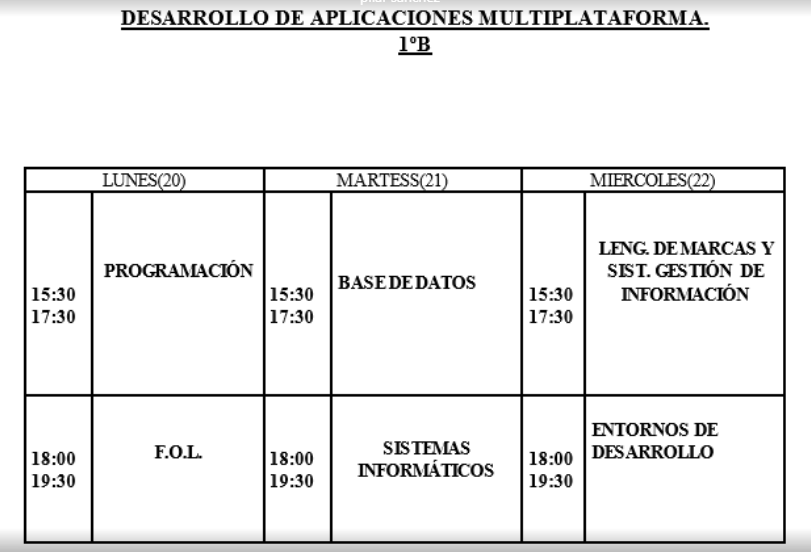 DESARROLLO DE APLICACIONES MULTIPLATAFORMA.
1ºB
LUNES(20) MARTESS(21) MIERCOLES(22)
15:30
17:30
PROGRAMACIÓN
15:30
17:30
BASE DE DATOS
15:30
17:30
LENG. DE MARCAS Y
SIST. GESTIÓN DE
INFORMACIÓN
18:00
19:30
F.O.L.
18:00
19:30
SISTEMAS
INFORMÁTICOS
18:00
19:30
ENTORNOS DE
DESARROLLO